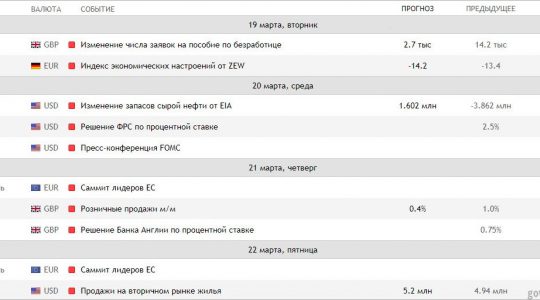 ВАЛЮТА СОБЫТИЕ ПРОГНОЗ ПРЕДЫДУЩЕЕ
19 марта, вторник
GBP Изменение числа заявок на пособие по безработице 2.7 тыс 14.2 тыс
EUR Индекс экономических настроений от ZEW -14.2 -13.4
20 марта, среда
USD Изменение запасов сырой нефти от EIA 1.602 млн -3.862 млн
USD Решение ФРС по процентной ставке 2.5%
USD Пресс-конференция FOMC
21 марта, четверг
EUR Саммит лидеров ЕС
GBP Розничные продажи м/м 0.4% 1.0%
GBP Решение Банка Англии по процентной ставке 0.75%
22 марта, пятница
EUR Саммит лидеров ЕС
USD Продажи на вторичном рынке жилья 5.2 млн 4.94 млн